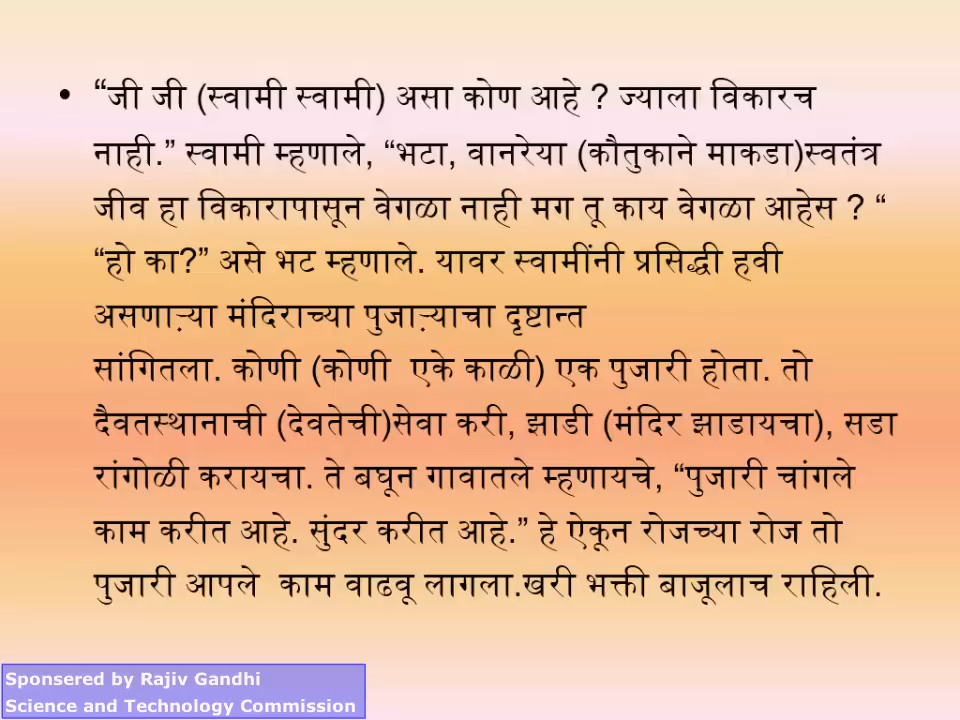 • “जी जी (स्वामी स्वामी) असा कोण आहे ? ज्याला विकारच
नाही.” स्वामी म्हणाले, “भटा, वानरेया (कौतुकाने माकडा)स्वतंत्र
जीव हा विकारापासून वेगळा नाही मग तू काय वेगळा आहेस ? “
“हो का?” असे भट म्हणाले. यावर स्वामींनी प्रसिद्धी हवी
असणाऱ्या मंदिराच्या पुजाऱ्याचा दृष्टान्त
सांगितला. कोणी (कोणी  एके काळी) एक पुजारी होता. तो
दैवतस्थानाची (देवतेची)सेवा करी, झाडी (मंदिर झाडायचा), सडा
रांगोळी करायचा. ते बघून गावातले म्हणायचे, “पुजारी चांगले
काम करीत आहे. सुंदर करीत आहे.” हे ऐकून रोजच्या रोज तो
पुजारी आपले  काम वाढवू लागला.खरी भक्ती बाजूलाच राहिली.
Sponsered by Rajiv Gandhi
Science and Technology Commission